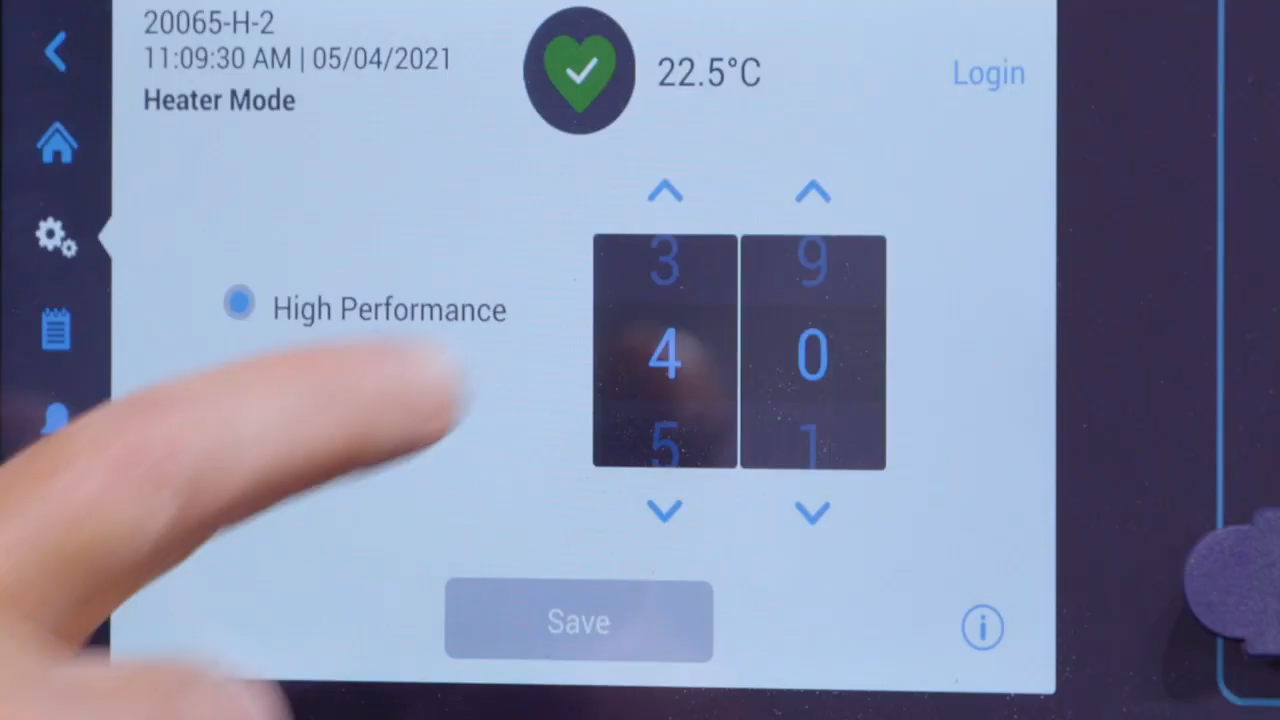 20065-H-2
11:09:30 AM | 05/04/2021
Heater Mode
22.5°C
Login
High Performance
3 9
4 0
5 1
Save
i